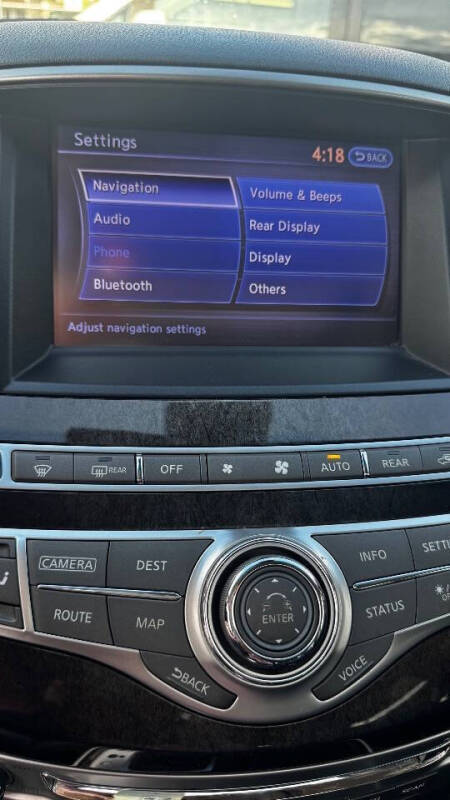 Settings
4:18 BACK
Navigation
Volume & Beeps
Audio
Rear Display
Phone
Display
Bluetooth
Others
Adjust navigation settings
REAR
OFF
AUTO
REAR
CAMERA
DEST
INFO
ROUTE
MAP
ENTER
STATUS
BACK
VOICE